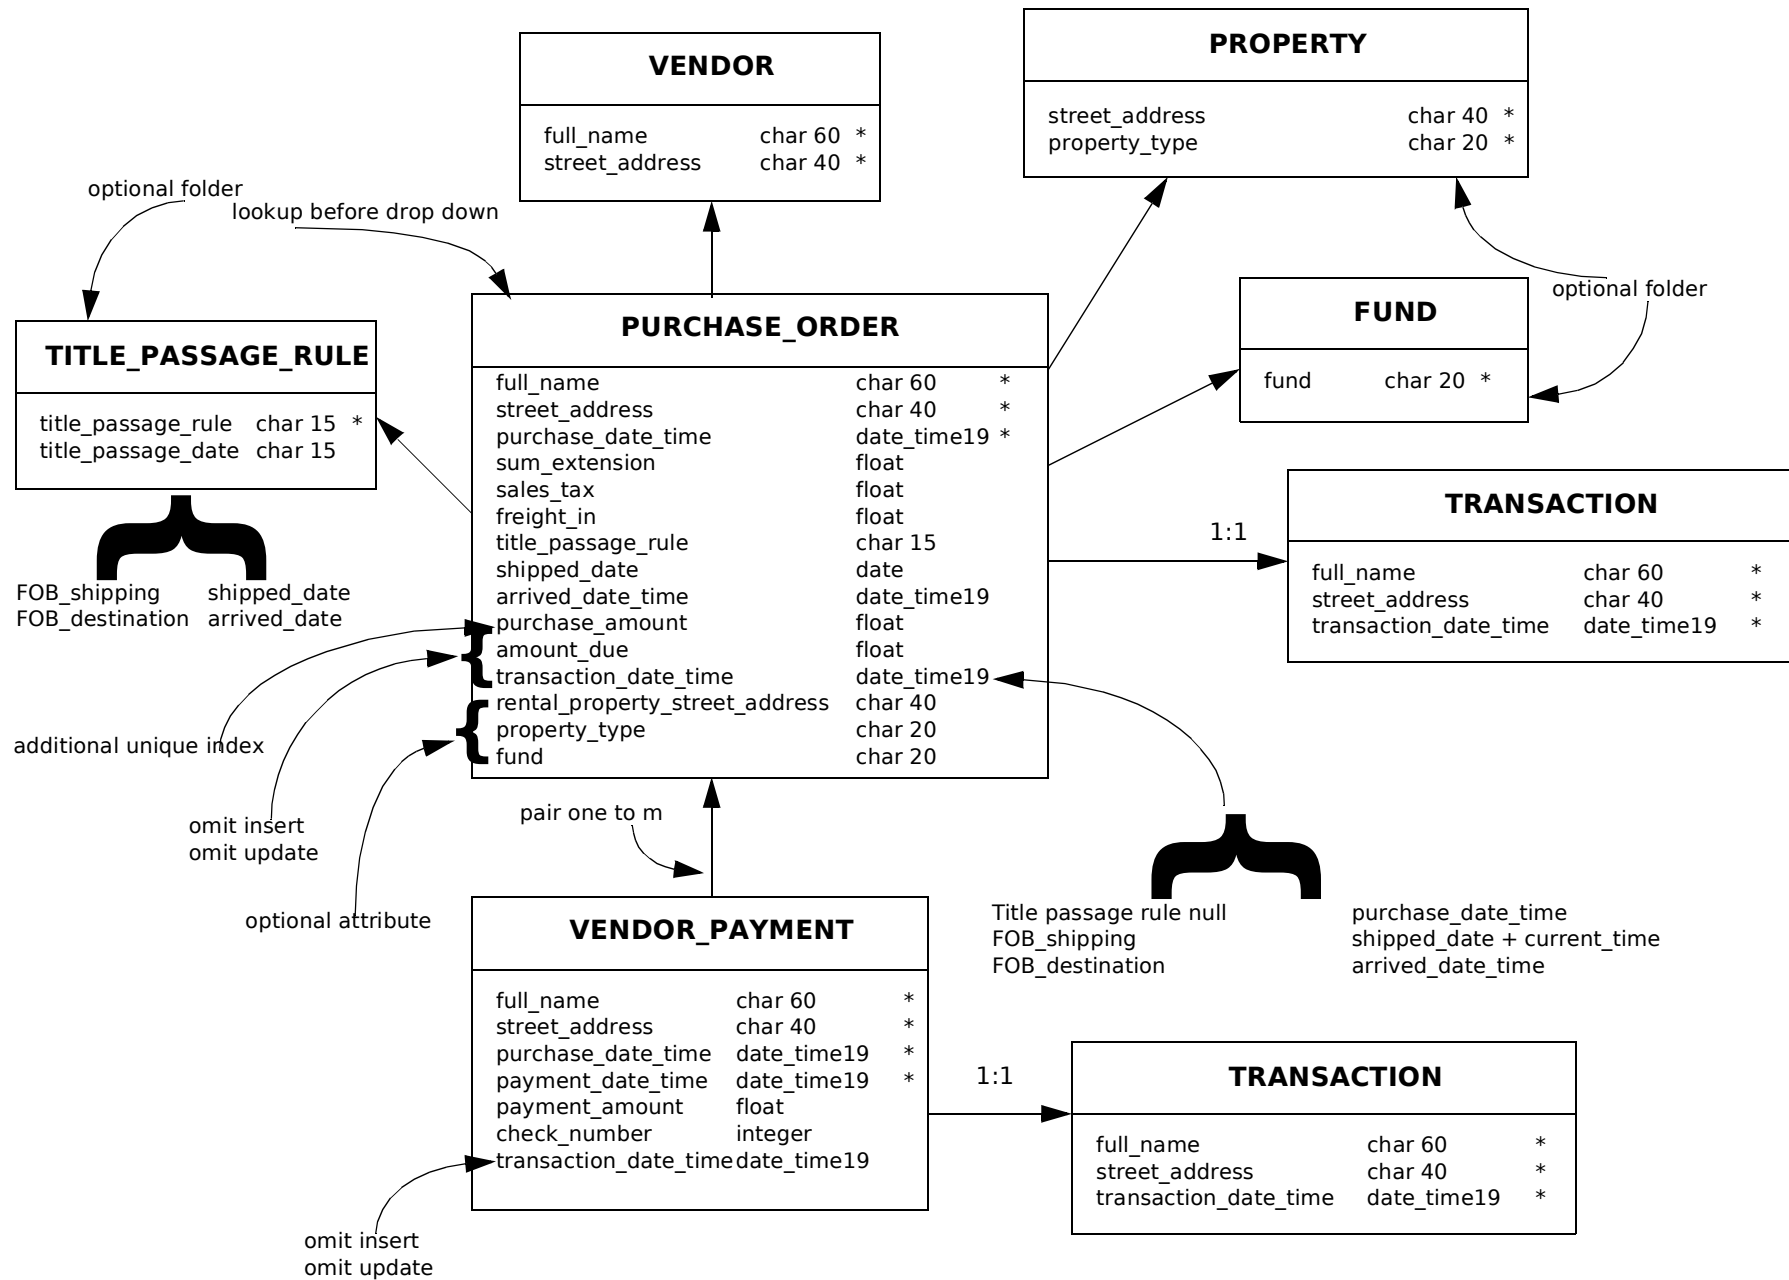 PROPERTY
street_address char 40 *
property_type char 20 *
VENDOR
full_name char 60 *
street_address char 40 *
optional folder
lookup before drop down
optional folder
TITLE_PASSAGE_RULE
title_passage_rule char 15 *
title_passage_date char 15
FOB_shipping shipped_date
FOB_destination arrived_date
PURCHASE_ORDER
full_name char 60 *
street_address char 40 *
purchase_date_time date_time19 *
sum_extension float
sales_tax float
freight_in float
title_passage_rule char 15
shipped_date date
arrived_date_time date_time19
purchase_amount float
amount_due float
transaction_date_time date_time19
rental_property_street_address char 40
property_type char 20
fund char 20
FUND
fund char 20 *
1:1
TRANSACTION
full_name char 60 *
street_address char 40 *
transaction_date_time date_time19 *
additional unique index
omit insert
omit update
optional attribute
pair one to m
Title passage rule null purchase_date_time
FOB_shipping shipped_date + current_time
FOB_destination arrived_date_time
VENDOR_PAYMENT
full_name char 60 *
street_address char 40 *
purchase_date_time date_time19 *
payment_date_time date_time19 *
payment_amount float
check_number integer
transaction_date_time date_time19
1:1
TRANSACTION
full_name char 60 *
street_address char 40 *
transaction_date_time date_time19 *
omit insert
omit update